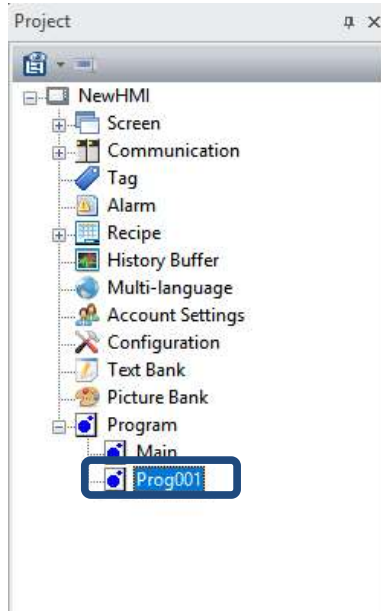 Project
NewHMI
Screen
Communication
Tag
Alarm
Recipe
History Buffer
Multi-language
Account Settings
Configuration
Text Bank
Picture Bank
Program
Main
Prog001